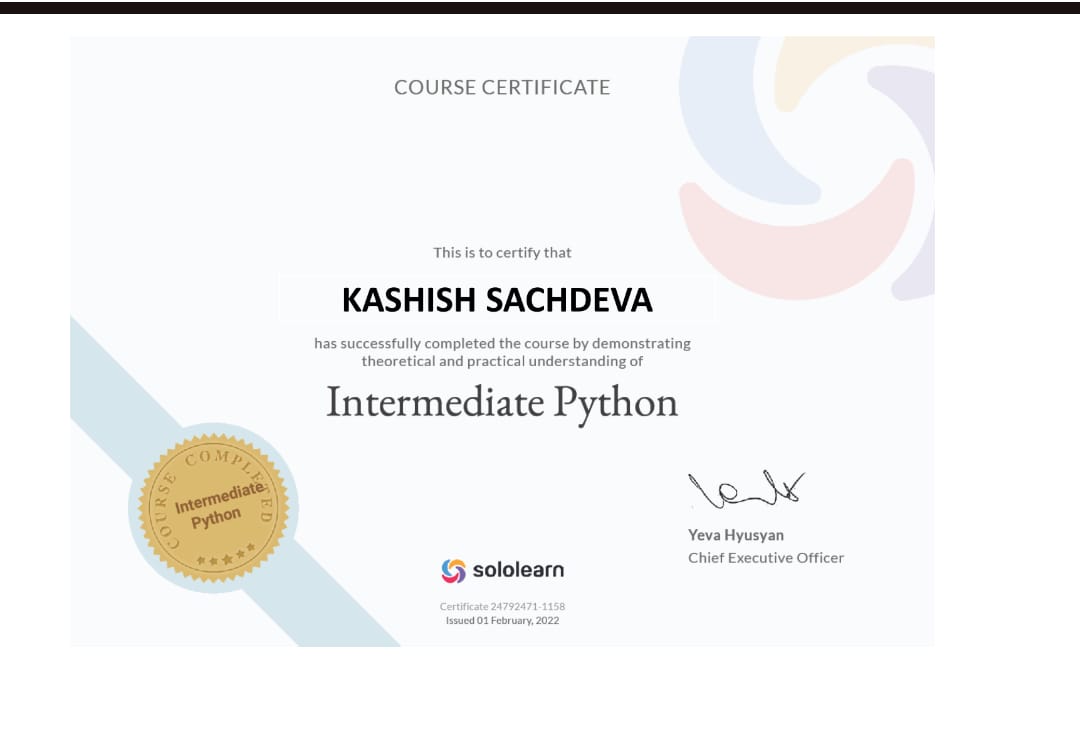 COURSE CERTIFICATE
This is to certify that
KASHISH SACHDEVA
has successfully completed the course by demonstrating
theoretical and practical understanding of
Intermediate Python
COURSE COMPLETED
Intermediate
Python
Yeva Hyusyan
Chief Executive Officer
sololearn
Certificate 24792471-1158
Issued 01 February, 2022